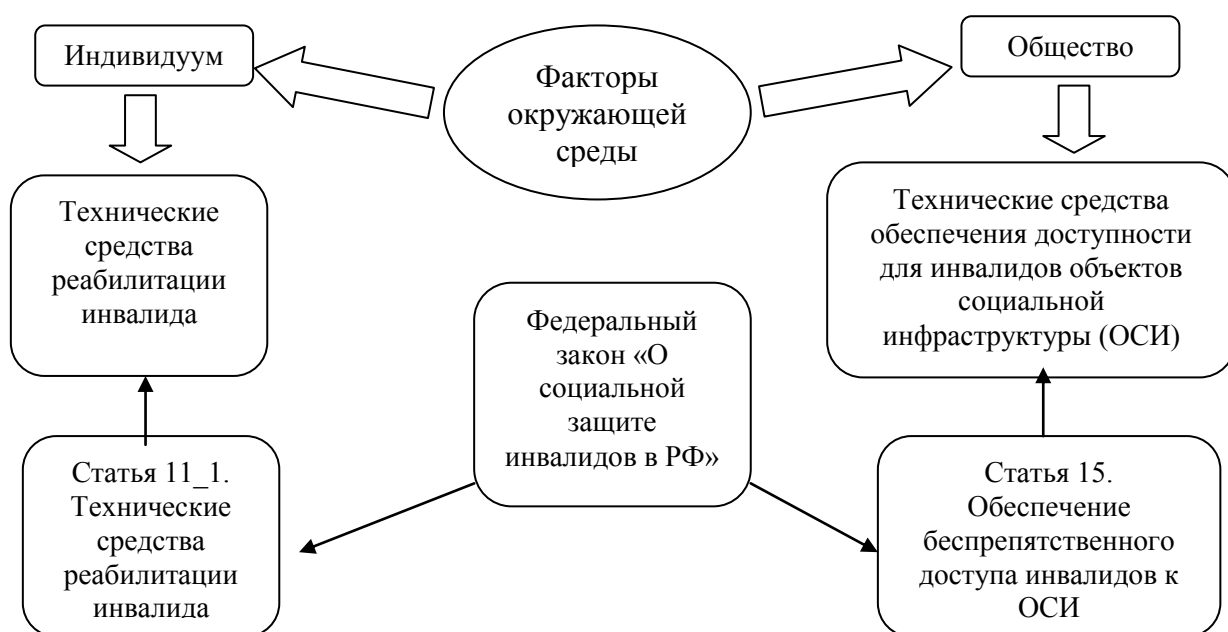 Индивидуум
Факторы
окружающей
среды
Общество
Технические
средства
реабилитации
инвалида
Технические средства
обеспечения доступности
для инвалидов объектов
социальной
инфраструктуры (ОСИ)
Федеральный
закон «О
социальной
защите
инвалидов в РФ»
Статья 11_1.
Технические
средства
реабилитации
инвалида
Статья 15.
Обеспечение
беспрепятственного
доступа инвалидов к
ОСИ